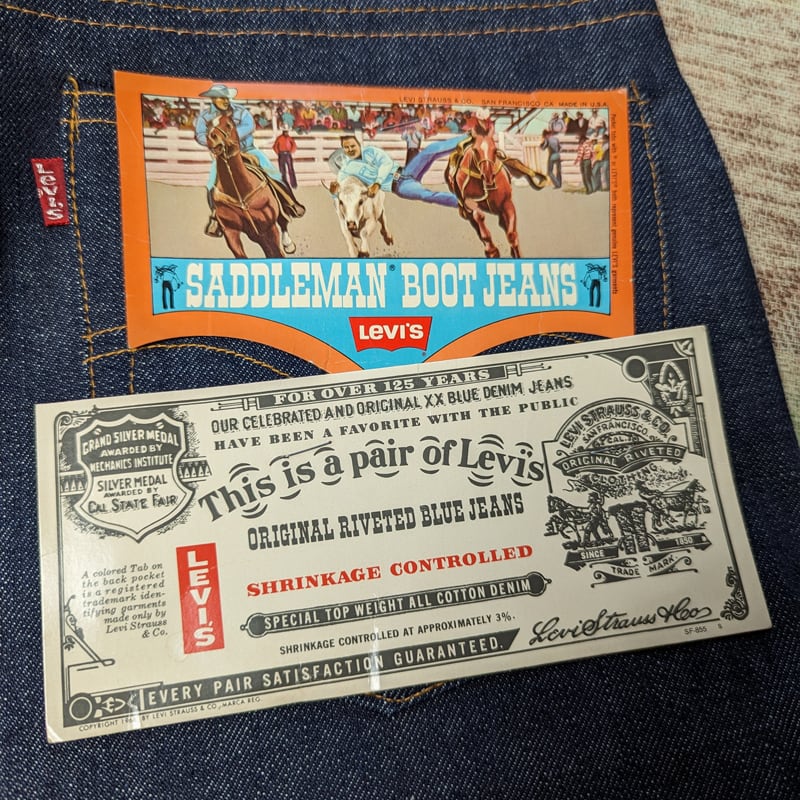 LEVI STRAUSS & CO. SAN FRANCISCO, CA. MADE IN U.S.A.
LEVI'S
SADDLEMAN® BOOT JEANS
LEVI'S
FOR OVER 125 YEARS
OUR CELEBRATED AND ORIGINAL XX BLUE DENIM JEANS
HAVE BEEN A FAVORITE WITH THE PUBLIC
This is a pair of Levi's
ORIGINAL RIVETED BLUE JEANS
SHRINKAGE CONTROLLED
SPECIAL TOP WEIGHT ALL COTTON DENIM
SHRINKAGE CONTROLLED AT APPROXIMATELY 3%.
EVERY PAIR SATISFACTION GUARANTEED.
GRAND SILVER MEDAL
AWARDED BY
MECHANICS INSTITUTE
SILVER MEDAL
AWARDED BY
CAL STATE FAIR
A colored Tab on
the back pocket
is a registered
trademark iden-
tifying garments
made only by
Levi Strauss
& Co.
LEVI'S
LEVI STRAUSS & CO.
SAN FRANCISCO,
CAL.
ORIGINAL RIVETED
CLOTHING
SINCE 1850
TRADE MARK.
Levi Strauss & Co
SF-855 S
COPYRIGHT BY LEVI STRAUSS & CO., MARCA REG.